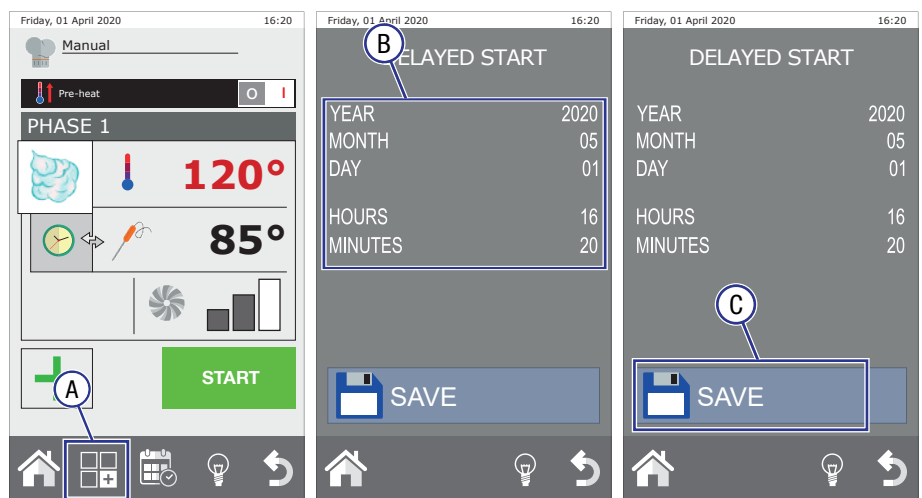 Friday, 01 April 2020 16:20
Manual
Pre-heat O I
PHASE 1
120°
85°
START
A
Friday, 01 April 2020 16:20
B
ELAYED START
YEAR 2020
MONTH 05
DAY 01
HOURS 16
MINUTES 20
SAVE
Friday, 01 April 2020 16:20
DELAYED START
YEAR 2020
MONTH 05
DAY 01
HOURS 16
MINUTES 20
C
SAVE